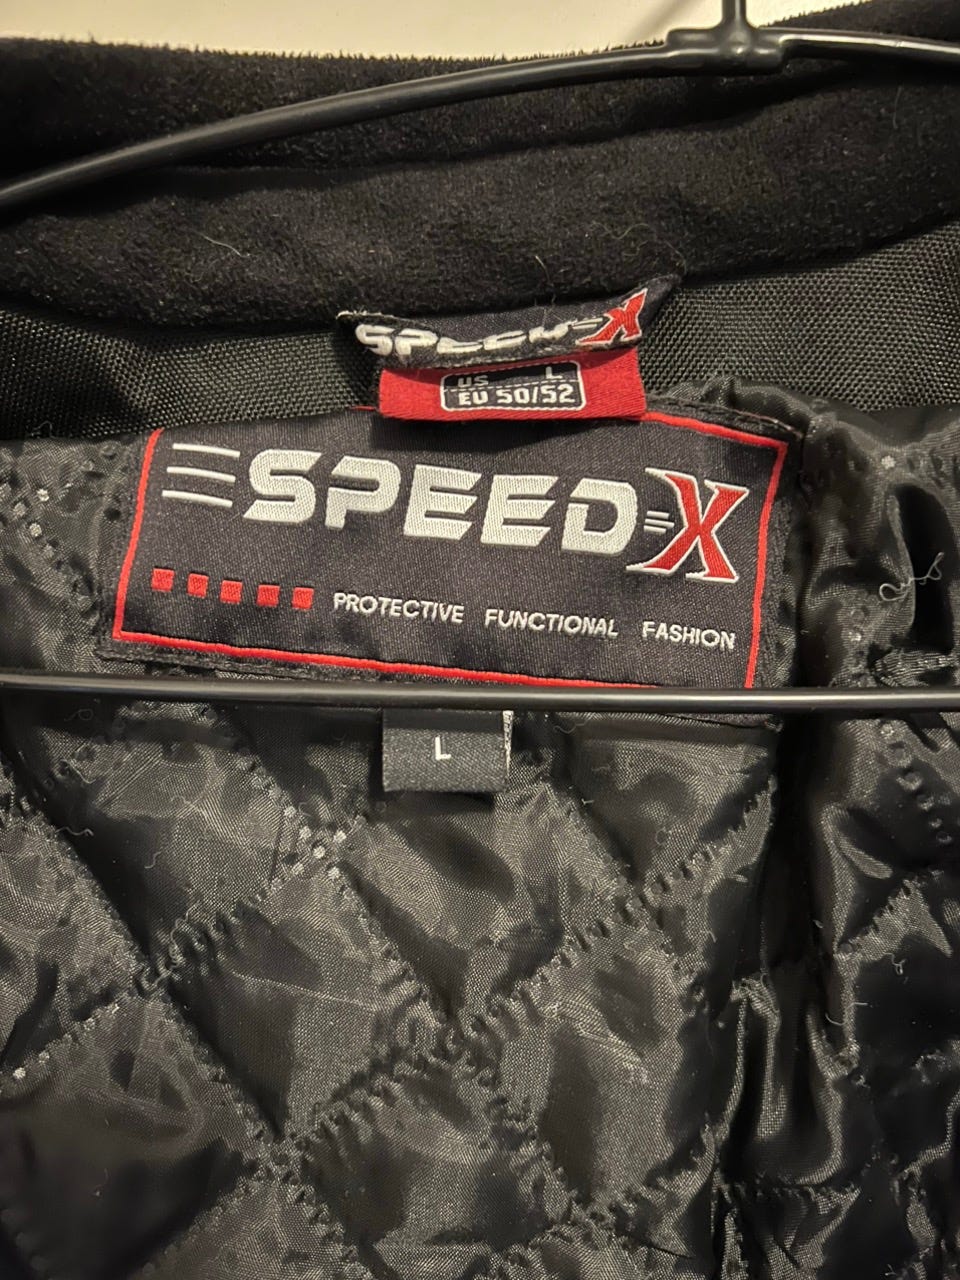 SPEED-X
US L
EU 50/52
SPEED-X
PROTECTIVE FUNCTIONAL FASHION
L